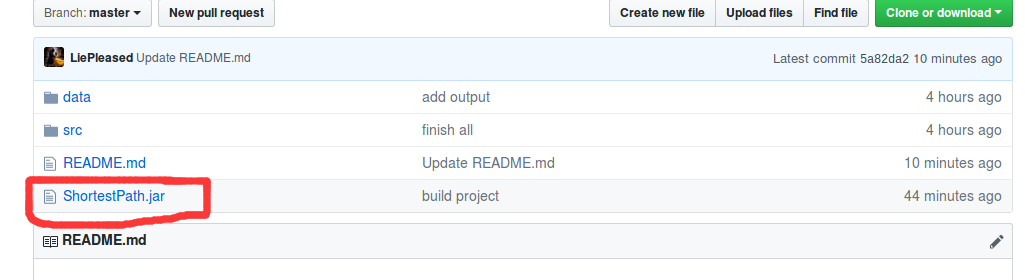 Branch: master New pull request Create new file Upload files Find file Clone or download
LiePleased Update README.md Latest commit 5a82da2 10 minutes ago
data add output 4 hours ago
src finish all 4 hours ago
README.md Update README.md 10 minutes ago
ShortestPath.jar build project 44 minutes ago
README.md